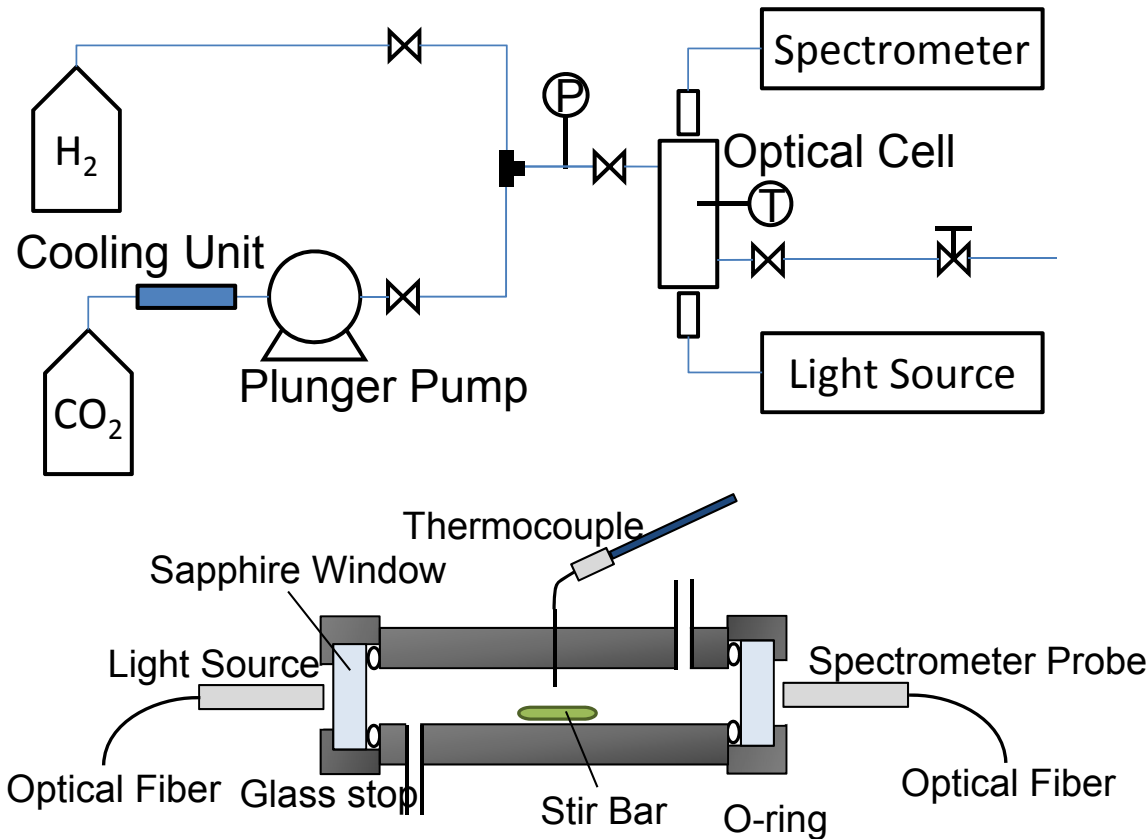 Spectrometer
P
H₂
Optical Cell
T
Cooling Unit
Plunger Pump
Light Source
CO₂
Thermocouple
Sapphire Window
Light Source
Spectrometer Probe
Optical Fiber
Glass stop
Stir Bar
O-ring
Optical Fiber